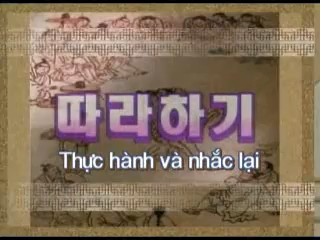 따라하기
Thực hành và nhắc lại